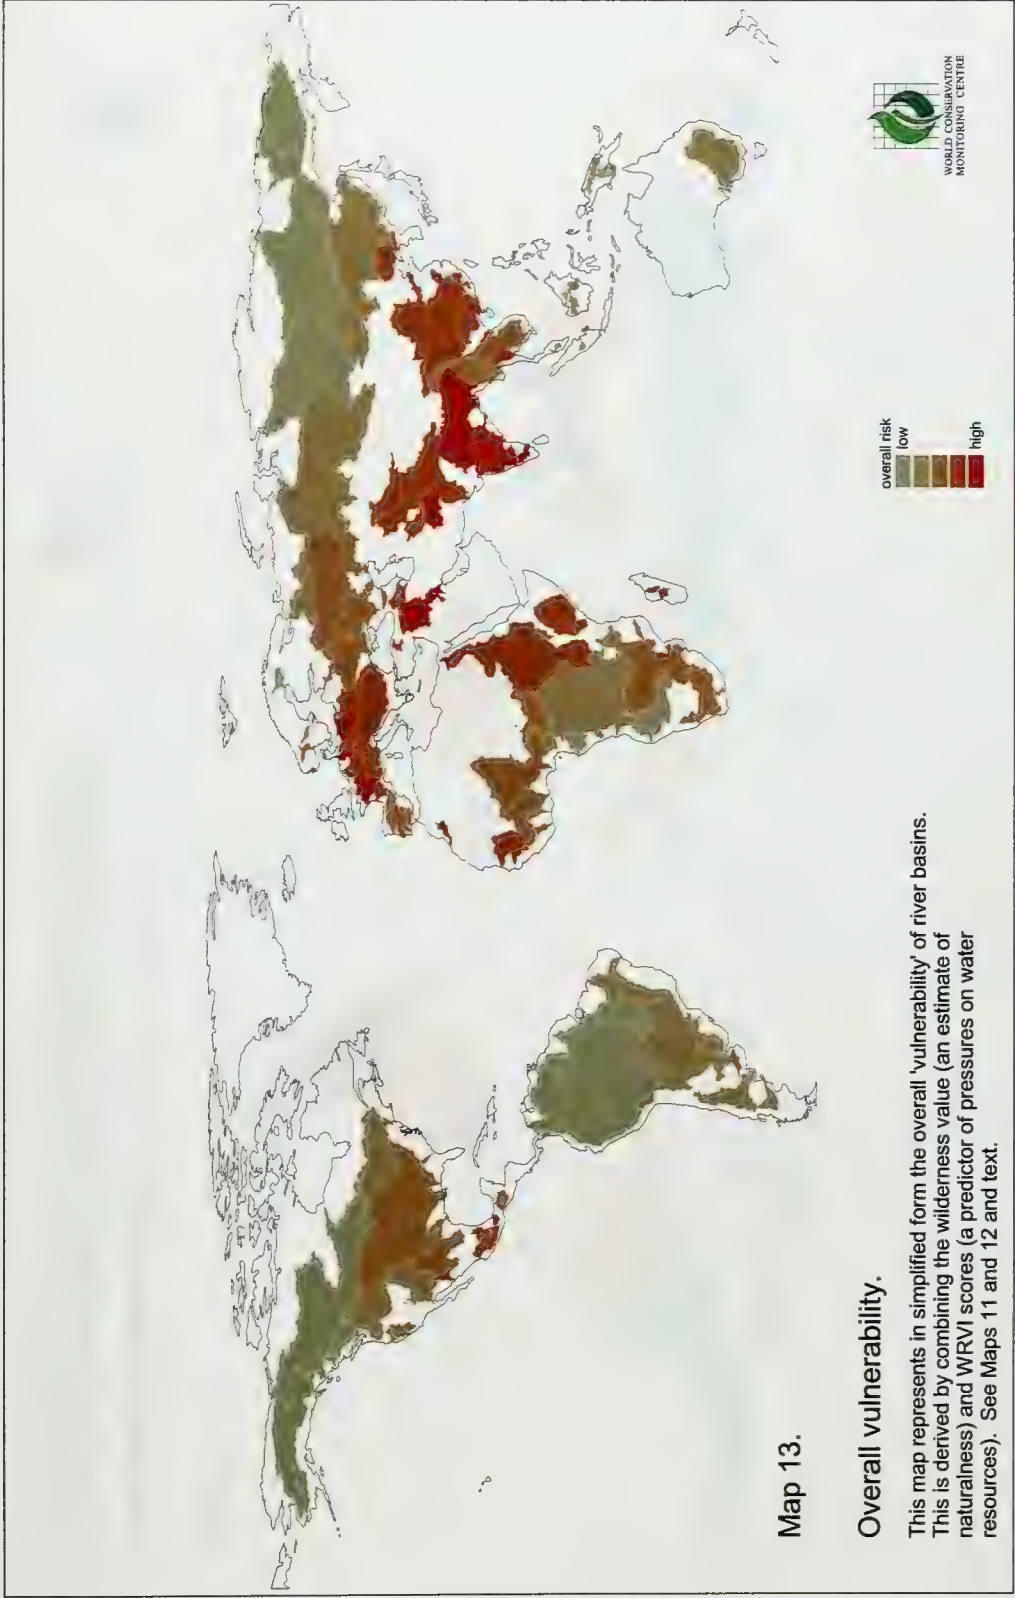 Map 13.
Overall vulnerability.
This map represents in simplified form the overall 'vulnerability' of river basins.
This is derived by combining the wilderness value (an estimate of
naturalness) and WRVI scores (a predictor of pressures on water
resources). See Maps 11 and 12 and text.
overall risk
low
high
WORLD CONSERVATION
MONITORING CENTRE